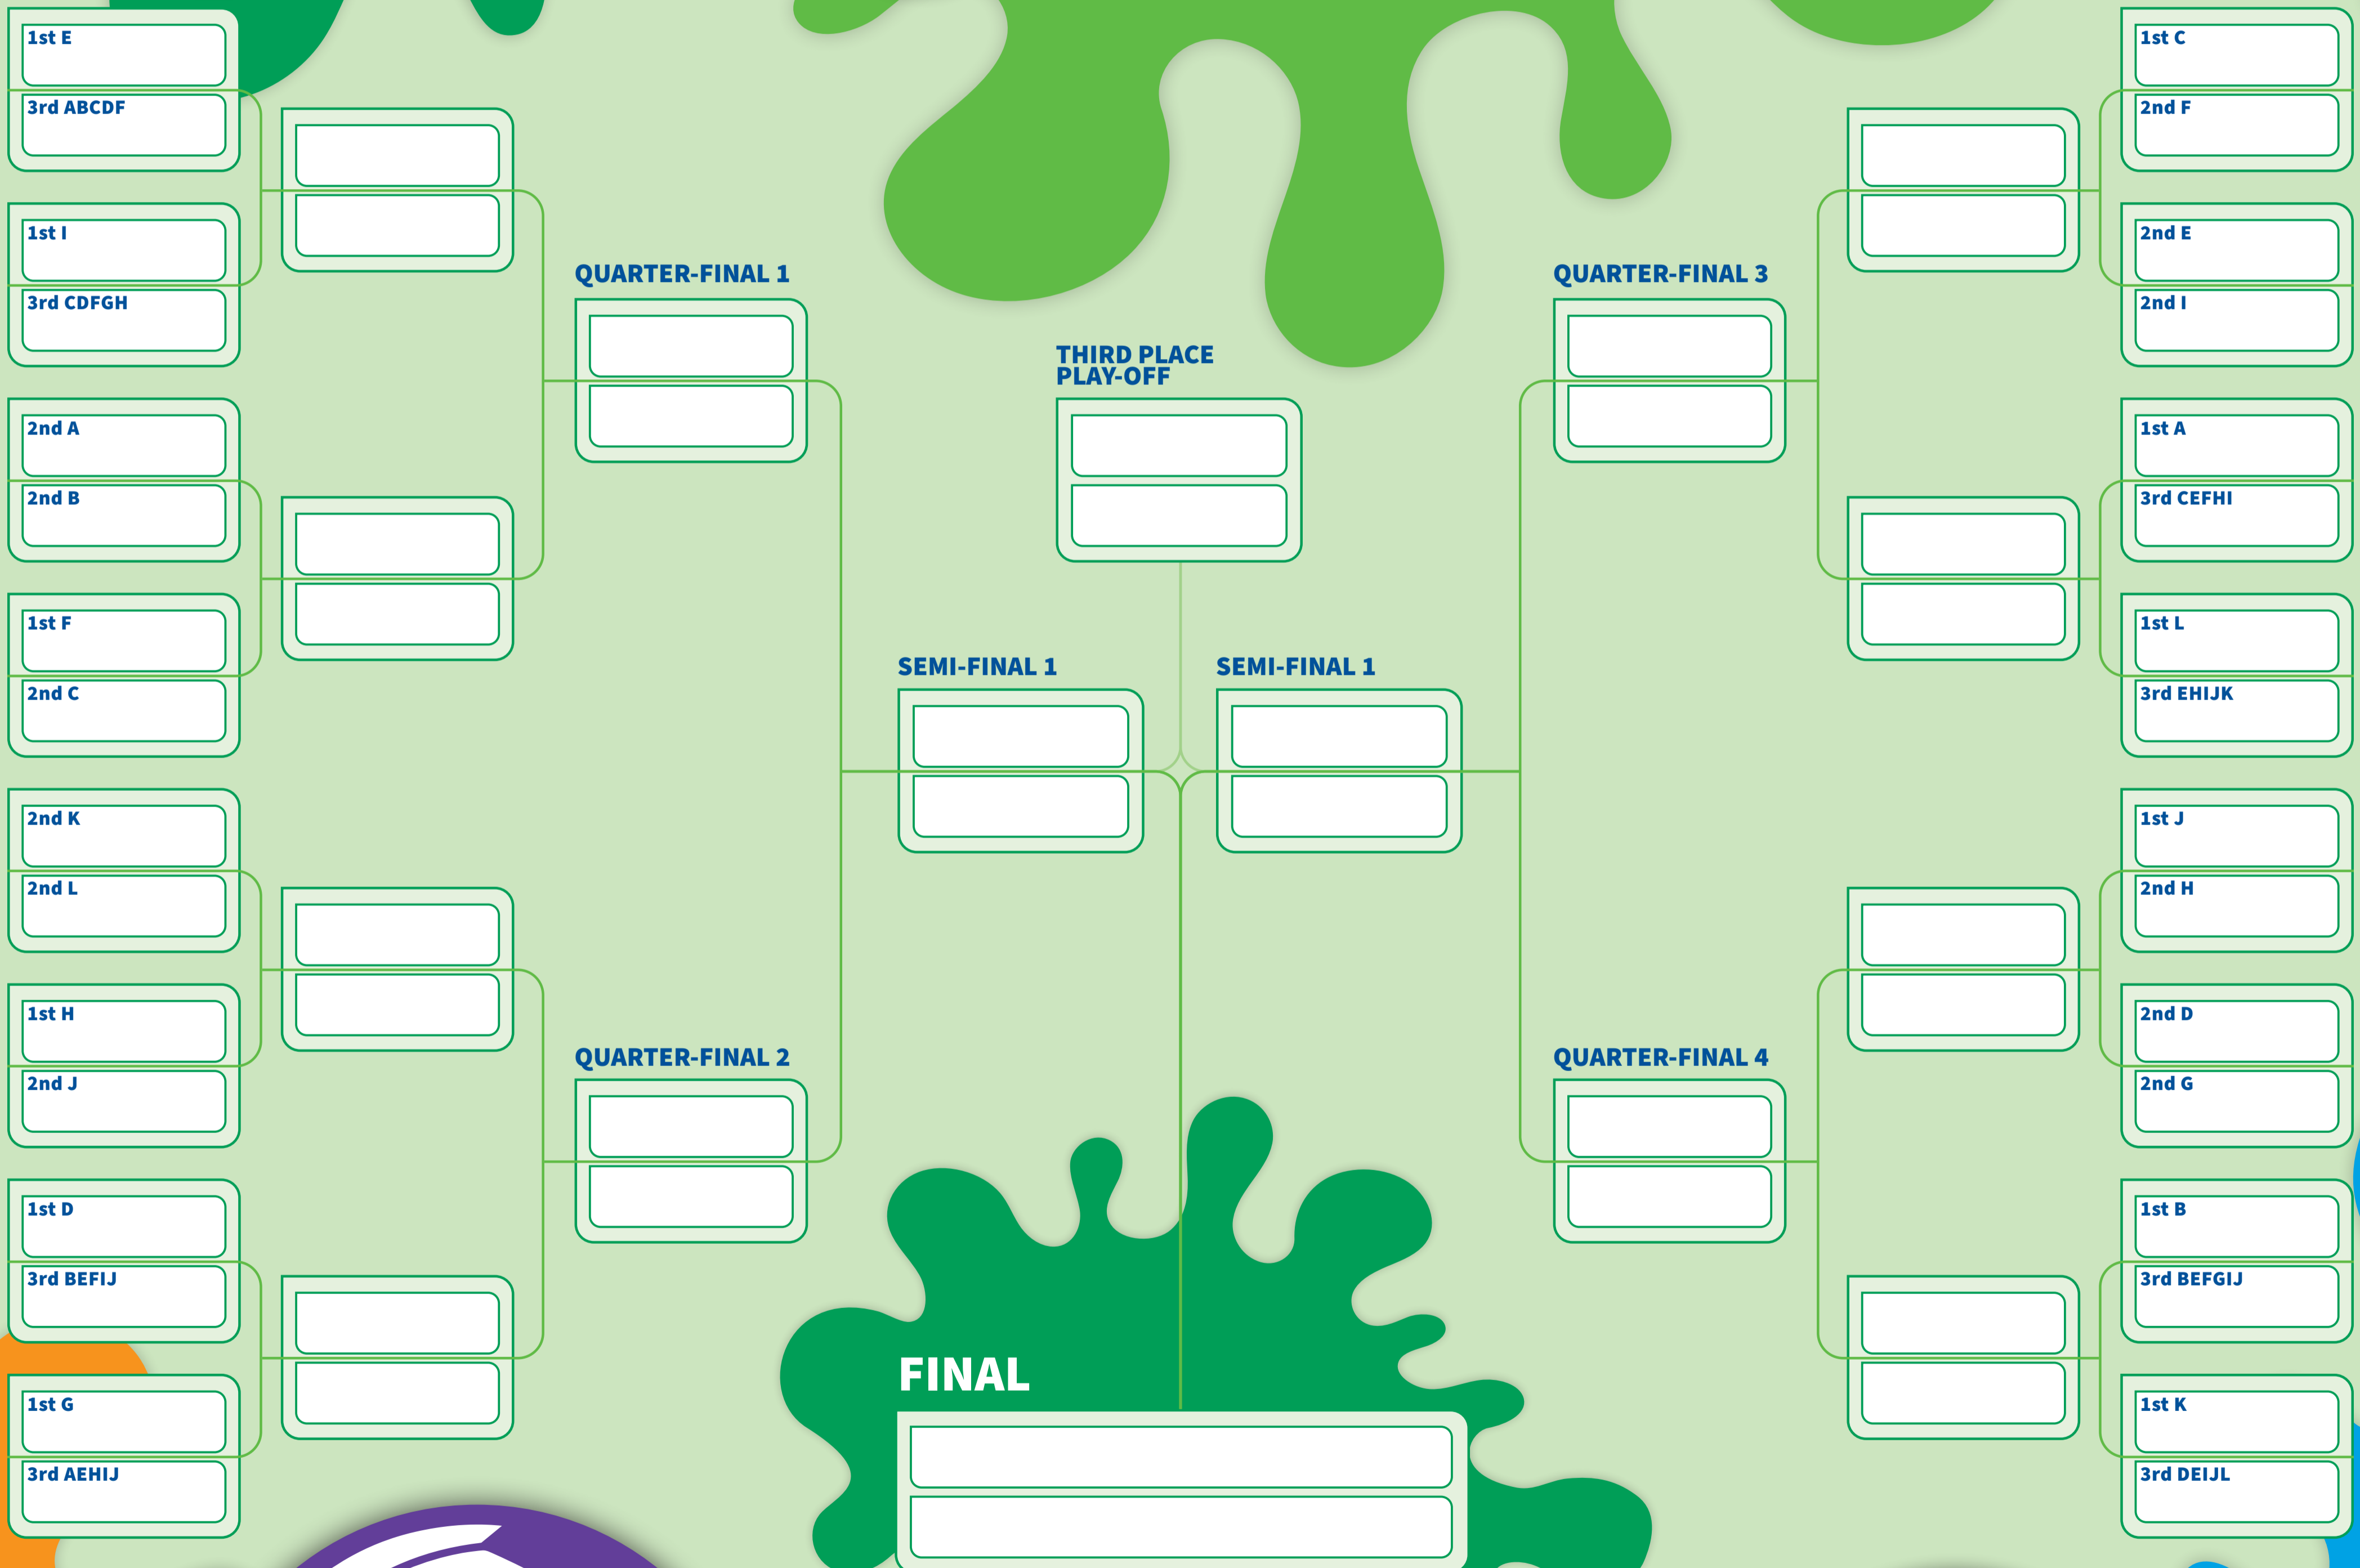 1st E
3rd ABCDF
1st I
3rd CDFGH
2nd A
2nd B
1st F
2nd C
2nd K
2nd L
1st H
2nd J
1st D
3rd BEFIJ
1st G
3rd AEHIJ
QUARTER-FINAL 1
QUARTER-FINAL 2
THIRD PLACE
PLAY-OFF
SEMI-FINAL 1
SEMI-FINAL 1
FINAL
QUARTER-FINAL 3
QUARTER-FINAL 4
1st C
2nd F
2nd E
2nd I
1st A
3rd CEFHI
1st L
3rd EHIJK
1st J
2nd H
2nd D
2nd G
1st B
3rd BEFGIJ
1st K
3rd DEIJL